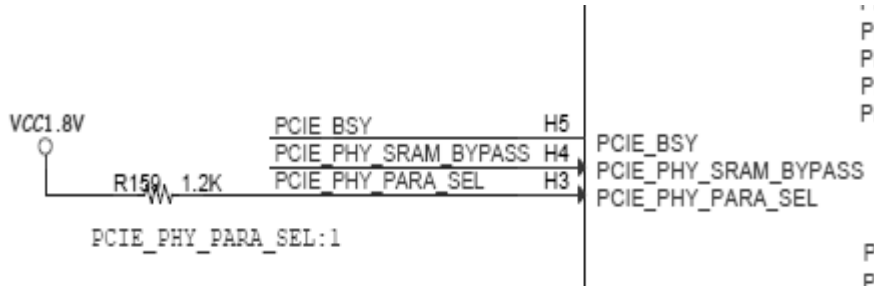 VCC1.8V
PCIE_BSY H5
PCIE_BSY
PCIE_PHY_SRAM_BYPASS H4
PCIE_PHY_SRAM_BYPASS
R159 1.2K
PCIE_PHY_PARA_SEL H3
PCIE_PHY_PARA_SEL
PCIE_PHY_PARA_SEL:1
P
P
P
P
P
P